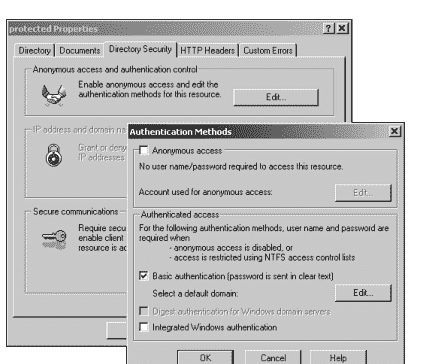 protected Properties
Directory Documents Directory Security HTTP Headers Custom Errors
Anonymous access and authentication control
Enable anonymous access and edit the
authentication methods for this resource.
Edit...
IP address and domain na
Grant or deny
IP addresses
Secure communications
Require secu
enable client
resource is ac
Authentication Methods
Anonymous access
No user name/password required to access this resource.
Account used for anonymous access:
Edit...
Authenticated access
For the following authentication methods, user name and password are
required when
- anonymous access is disabled, or
- access is restricted using NTFS access control lists
Basic authentication (password is sent in clear text)
Select a default domain:
Edit...
Digest authentication for Windows domain servers
Integrated Windows authentication
OK Cancel Help